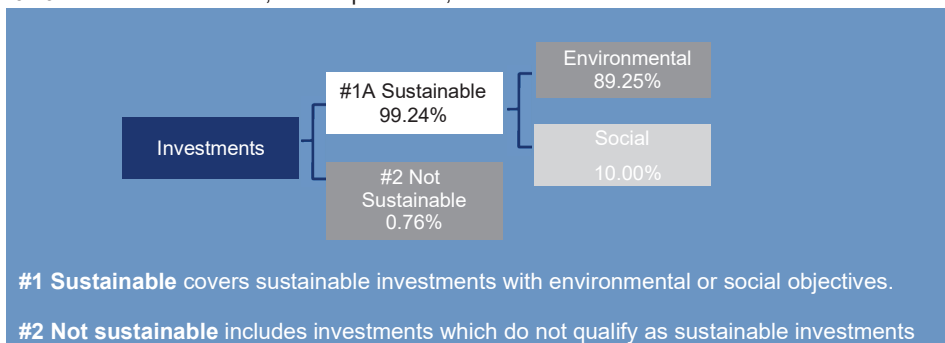 Environmental
89.25%
#1A Sustainable
99.24%
Social
10.00%
Investments
#2 Not
Sustainable
0.76%
#1 Sustainable covers sustainable investments with environmental or social objectives.
#2 Not sustainable includes investments which do not qualify as sustainable investments